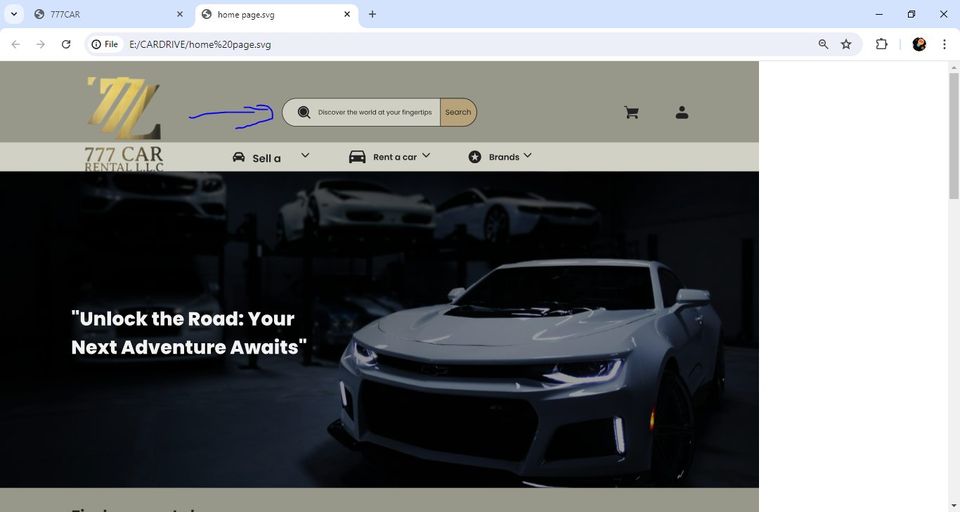 777CAR
home page.svg
File
E:/CARDRIVE/home%20page.svg
Discover the world at your fingertips
Search
777 CAR
RENTAL L.L.C
Sell a
Rent a car
Brands
"Unlock the Road: Your
Next Adventure Awaits"